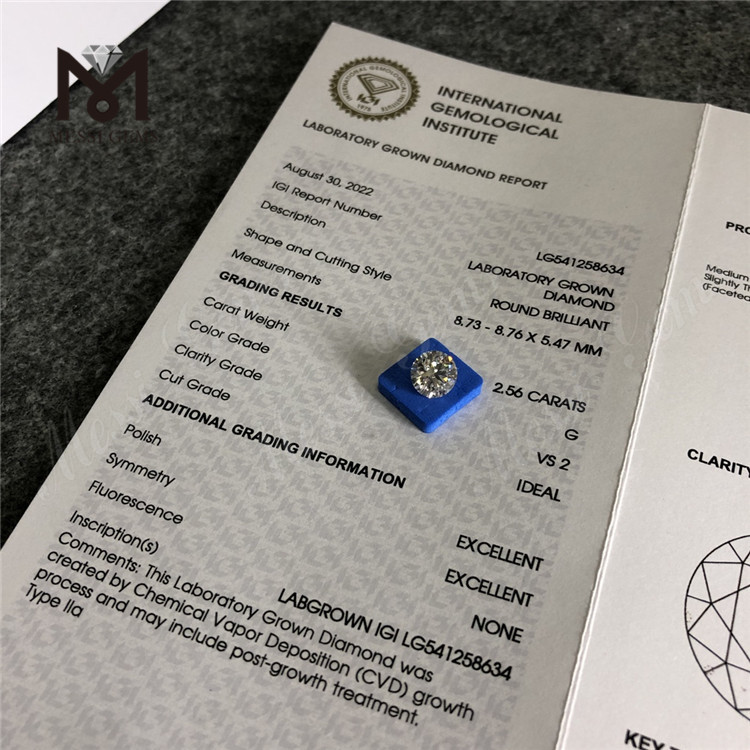 INTERNATIONAL
GEMOLOGICAL
INSTITUTE
LABORATORY GROWN DIAMOND REPORT
August 30, 2022
IGI Report Number LG541258634
Description LABORATORY GROWN
DIAMOND
Shape and Cutting Style ROUND BRILLIANT
Measurements 8.73 - 8.76 X 5.47 MM
GRADING RESULTS
Carat Weight 2.56 CARATS
Color Grade G
Clarity Grade VS 2
Cut Grade IDEAL
ADDITIONAL GRADING INFORMATION
Polish EXCELLENT
Symmetry EXCELLENT
Fluorescence NONE
Inscription(s) LABGROWN IGI LG541258634
Comments: This Laboratory Grown Diamond was
created by Chemical Vapor Deposition (CVD) growth
process and may include post-growth treatment.
Type IIa
PRO
Medium
Slightly Th
(Faceted
CLARITY
KEY